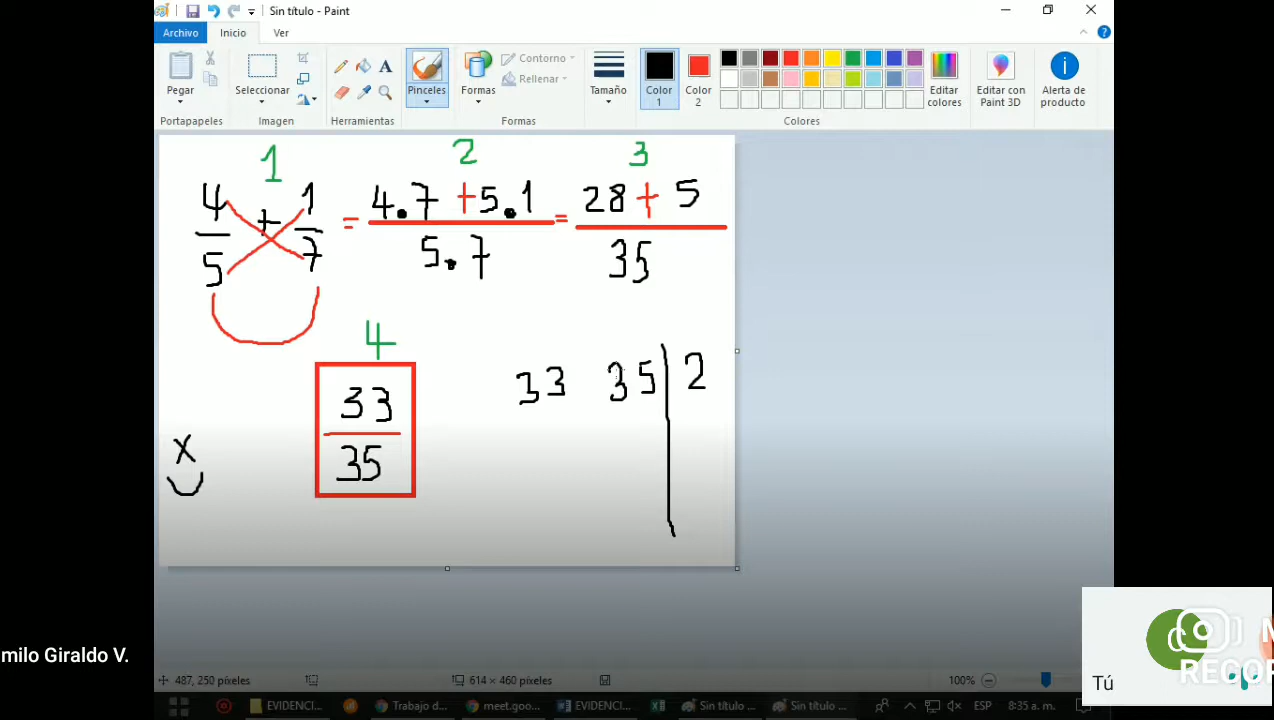 Sin título - Paint
Archivo Inicio Ver
Pegar Seleccionar Pinceles Formas Contorno Rellenar Tamaño Color 1 Color 2 Editar colores Editar con Paint 3D Alerta de producto
Portapapeles Imagen Herramientas Formas Colores
1 2 3
4/5 + 1/7 = 4.7 + 5.1 / 5.7 = 28 + 5 / 35
4
33/35
33 35 | 2
x
milo Giraldo V.
C
RECOR
Tú
487, 250 píxeles 614 × 460 píxeles 100%
EVIDENCI... Trabajo d... meet.goo... EVIDENCI... Sin título ... Sin título ... ESP 8:35 a. m.